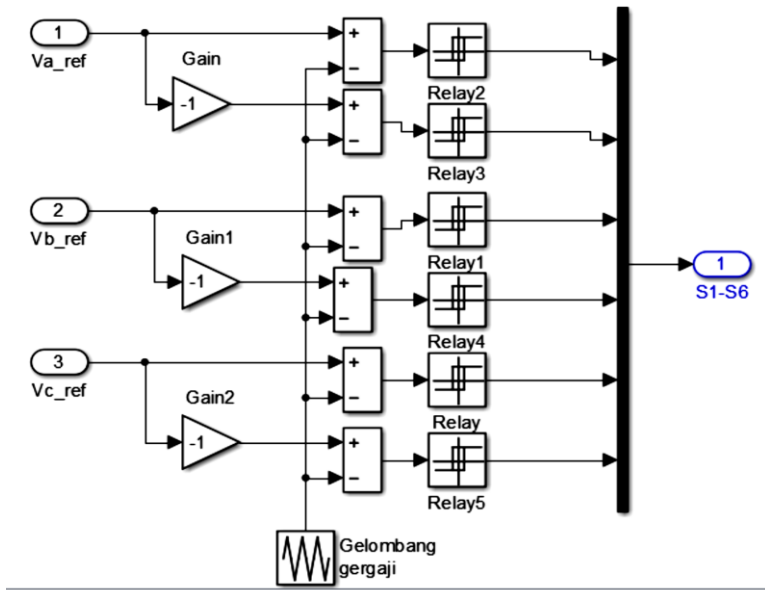 1
Va_ref
Gain
-1
+
−
Relay2
+
−
Relay3
2
Vb_ref
Gain1
-1
+
−
Relay1
+
−
Relay4
3
Vc_ref
Gain2
-1
+
−
Relay
+
−
Relay5
1
S1-S6
Gelombang
gergaji